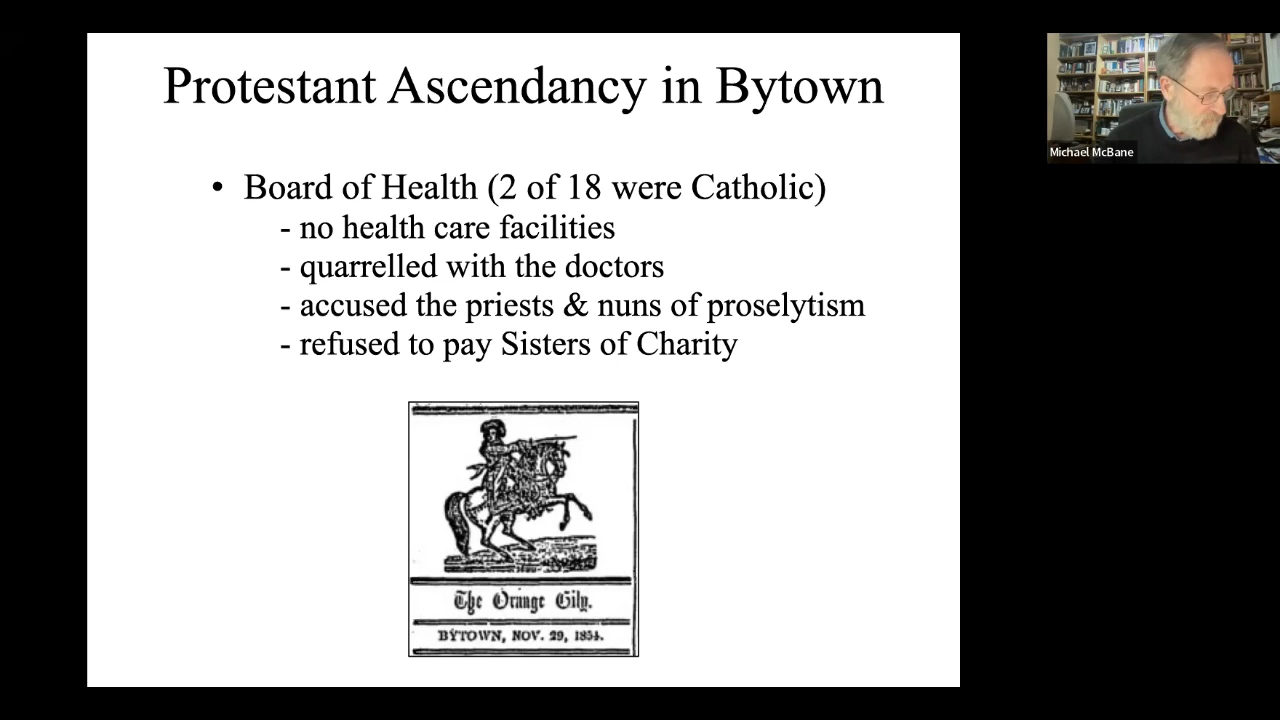 Protestant Ascendancy in Bytown
• Board of Health (2 of 18 were Catholic)
- no health care facilities
- quarrelled with the doctors
- accused the priests & nuns of proselytism
- refused to pay Sisters of Charity
The Orange Lily.
BYTOWN, NOV. 29, 1854.
Michael McBane